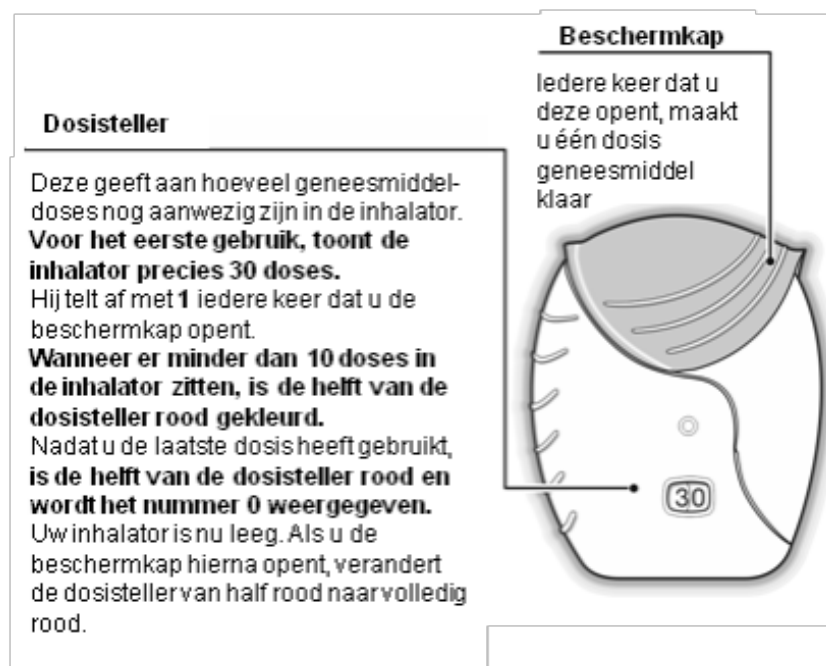 Beschermkap
Iedere keer dat u
deze opent, maakt
u één dosis
geneesmiddel
klaar
Dosisteller
Deze geeft aan hoeveel geneesmiddel-
doses nog aanwezig zijn in de inhalator.
Voor het eerste gebruik, toont de
inhalator precies 30 doses.
Hij telt af met 1 iedere keer dat u de
beschermkap opent.
Wanneer er minder dan 10 doses in
de inhalator zitten, is de helft van de
dosisteller rood gekleurd.
Nadat u de laatste dosis heeft gebruikt,
is de helft van de dosisteller rood en
wordt het nummer 0 weergegeven.
Uw inhalator is nu leeg. Als u de
beschermkap hierna opent, verandert
de dosisteller van half rood naar volledig
rood.
30